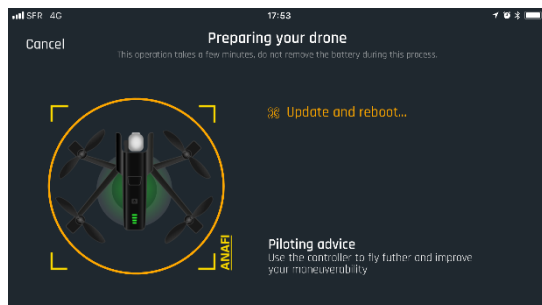 SFR 4G
17:53
Cancel
Preparing your drone
This operation takes a few minutes, do not remove the battery during this process.
Update and reboot...
ANAFI
Piloting advice
Use the controller to fly futher and improve
your maneuverability